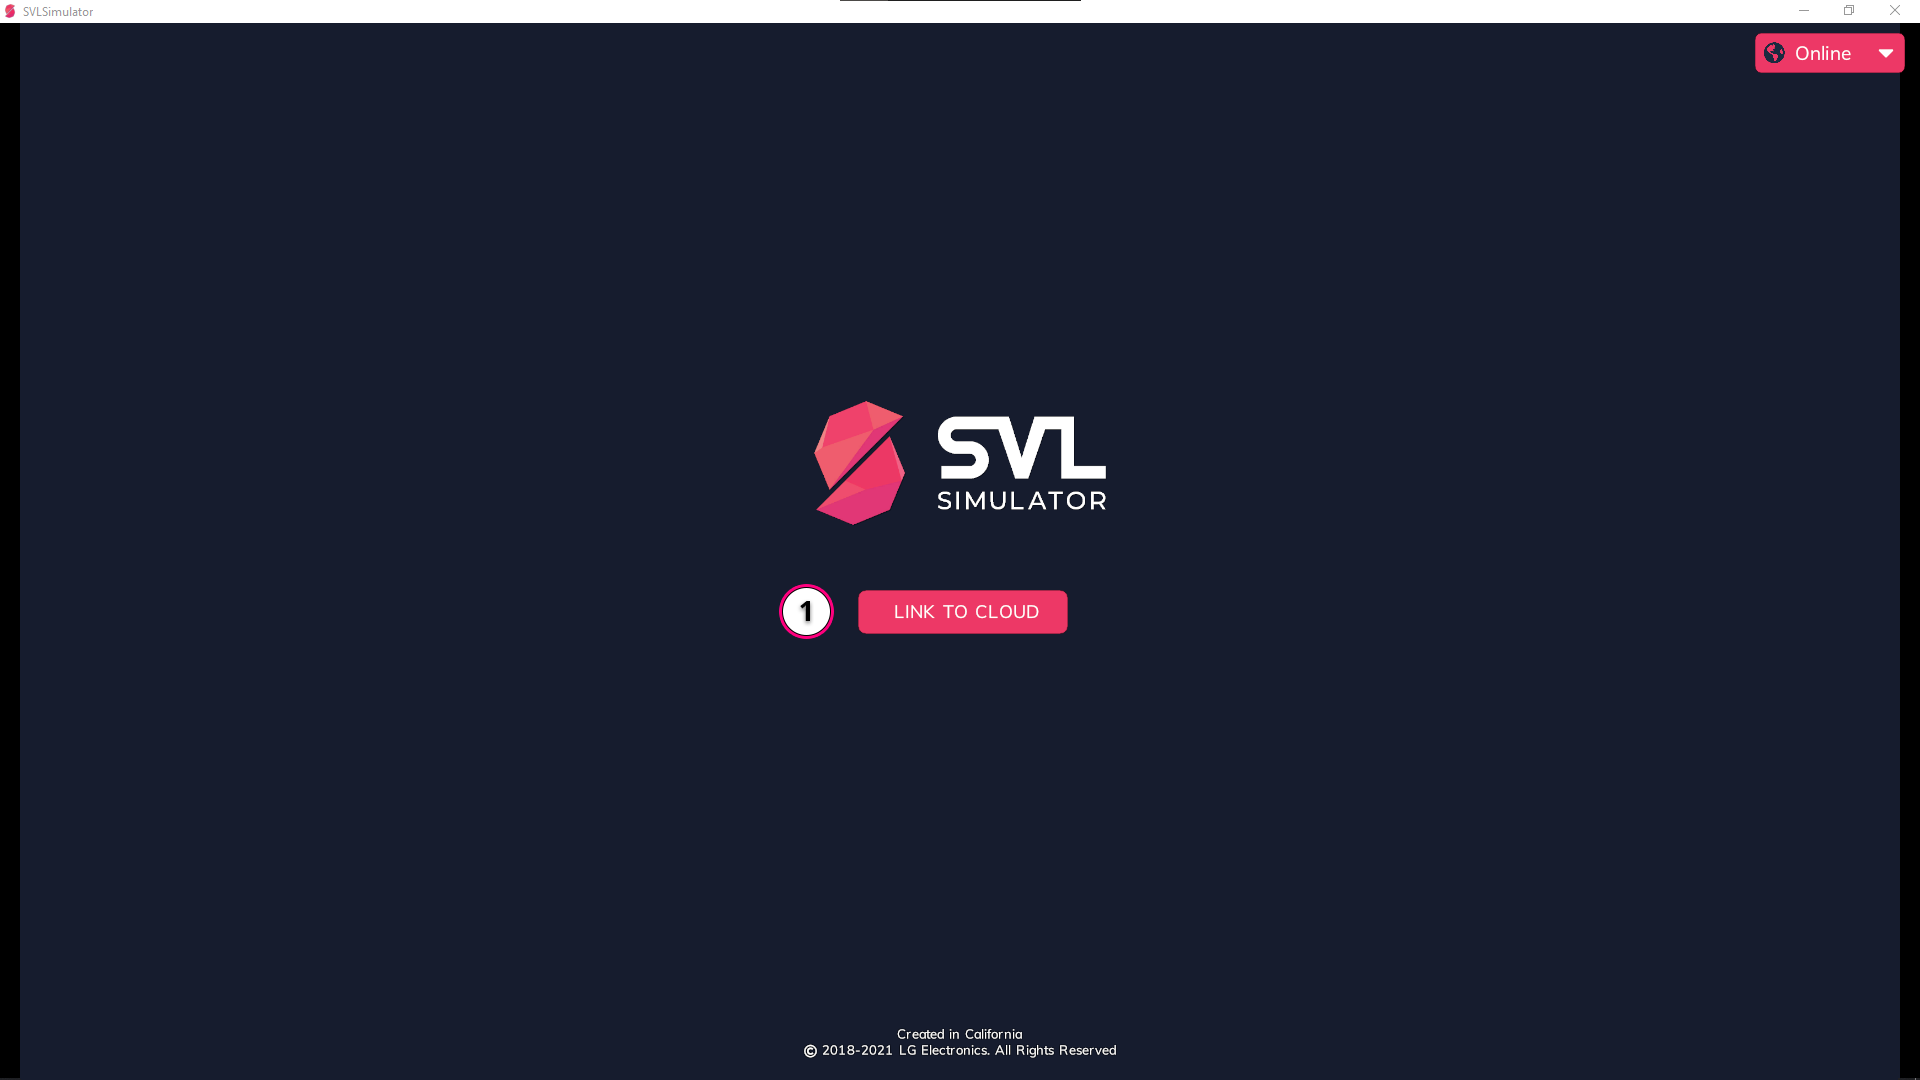 SVLSimulator
Online
SVL
SIMULATOR
1
LINK TO CLOUD
Created in California
© 2018-2021 LG Electronics. All Rights Reserved